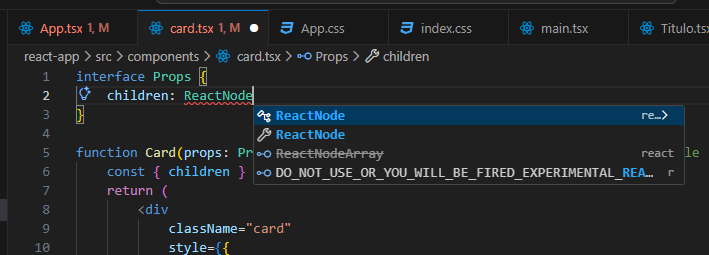 App.tsx 1, M card.tsx 1, M App.css index.css main.tsx Titulo.tsx
react-app > src > components > card.tsx > Props > children
1 interface Props {
2 children: ReactNode
ReactNode re...>
3 }
ReactNode
4
ReactNodeArray react
5 function Card(props: Pr
DO_NOT_USE_OR_YOU_WILL_BE_FIRED_EXPERIMENTAL_REA... r
6 const { children }
7 return (
8 <div
9 className="card"
10 style={{